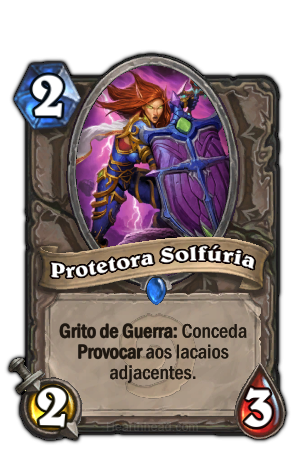 2
Protetora Solfúria
Grito de Guerra: Conceda
Provocar aos lacaios
adjacentes.
2
3